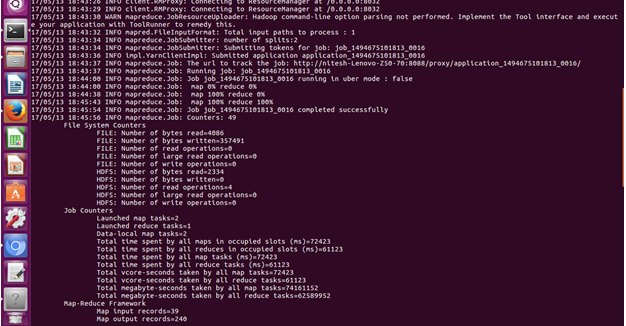 17/05/13 18:43:26 INFO client.RMProxy: Connecting to ResourceManager at /0.0.0.0:8032
17/05/13 18:43:27 INFO client.RMProxy: Connecting to ResourceManager at /0.0.0.0:8032
17/05/13 18:43:30 WARN mapreduce.JobResourceUploader: Hadoop command-line option parsing not performed. Implement the Tool interface and execut
e your application with ToolRunner to remedy this.
17/05/13 18:43:32 INFO mapred.FileInputFormat: Total input paths to process : 1
17/05/13 18:43:32 INFO mapreduce.JobSubmitter: number of splits:2
17/05/13 18:43:34 INFO mapreduce.JobSubmitter: Submitting tokens for job: job_1494675101813_0016
17/05/13 18:43:36 INFO impl.YarnClientImpl: Submitted application application_1494675101813_0016
17/05/13 18:43:37 INFO mapreduce.Job: The url to track the job: http://nitesh-Lenovo-Z50-70:8088/proxy/application_1494675101813_0016/
17/05/13 18:43:37 INFO mapreduce.Job: Running job: job_1494675101813_0016
17/05/13 18:44:00 INFO mapreduce.Job: Job job_1494675101813_0016 running in uber mode : false
17/05/13 18:44:00 INFO mapreduce.Job:  map 0% reduce 0%
17/05/13 18:44:38 INFO mapreduce.Job:  map 100% reduce 0%
17/05/13 18:45:43 INFO mapreduce.Job:  map 100% reduce 100%
17/05/13 18:45:54 INFO mapreduce.Job: Job job_1494675101813_0016 completed successfully
17/05/13 18:45:56 INFO mapreduce.Job: Counters: 49
File System Counters
FILE: Number of bytes read=4086
FILE: Number of bytes written=357491
FILE: Number of read operations=0
FILE: Number of large read operations=0
FILE: Number of write operations=0
HDFS: Number of bytes read=2334
HDFS: Number of bytes written=0
HDFS: Number of read operations=4
HDFS: Number of large read operations=0
HDFS: Number of write operations=0
Job Counters
Launched map tasks=2
Launched reduce tasks=1
Data-local map tasks=2
Total time spent by all maps in occupied slots (ms)=72423
Total time spent by all reduces in occupied slots (ms)=61123
Total time spent by all map tasks (ms)=72423
Total time spent by all reduce tasks (ms)=61123
Total vcore-seconds taken by all map tasks=72423
Total vcore-seconds taken by all reduce tasks=61123
Total megabyte-seconds taken by all map tasks=74161152
Total megabyte-seconds taken by all reduce tasks=62589952
Map-Reduce Framework
Map input records=39
Map output records=240